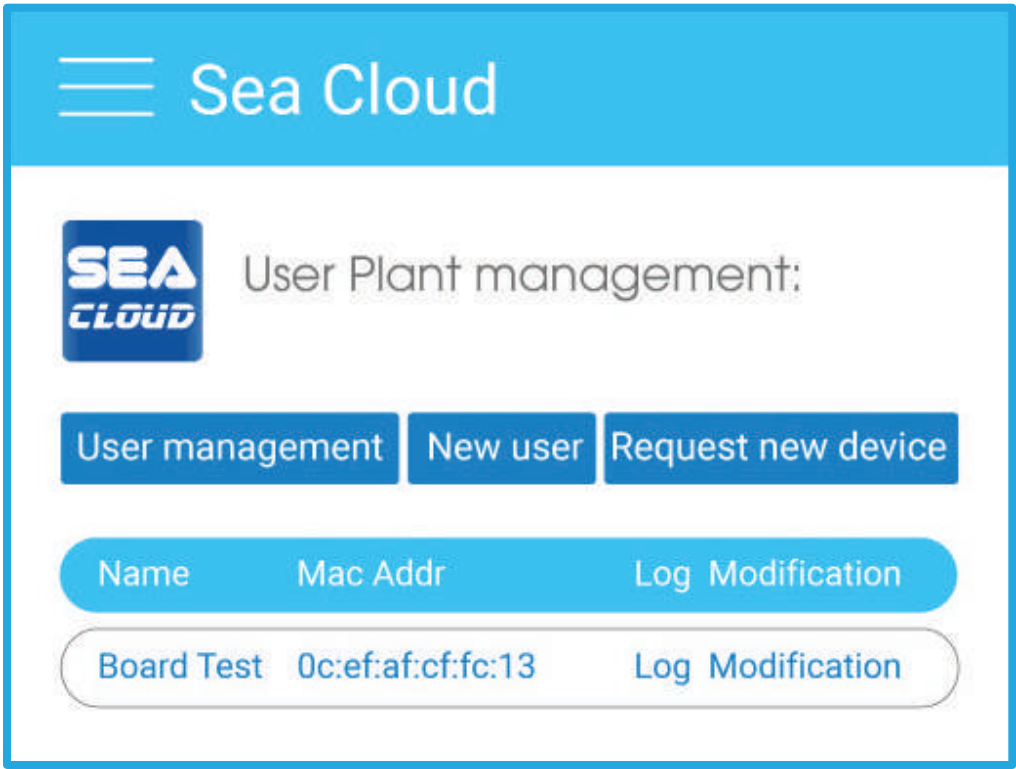 Sea Cloud
SEA
CLOUD
User Plant management:
User management New user Request new device
Name Mac Addr Log Modification
Board Test 0c:ef:af:cf:fc:13 Log Modification